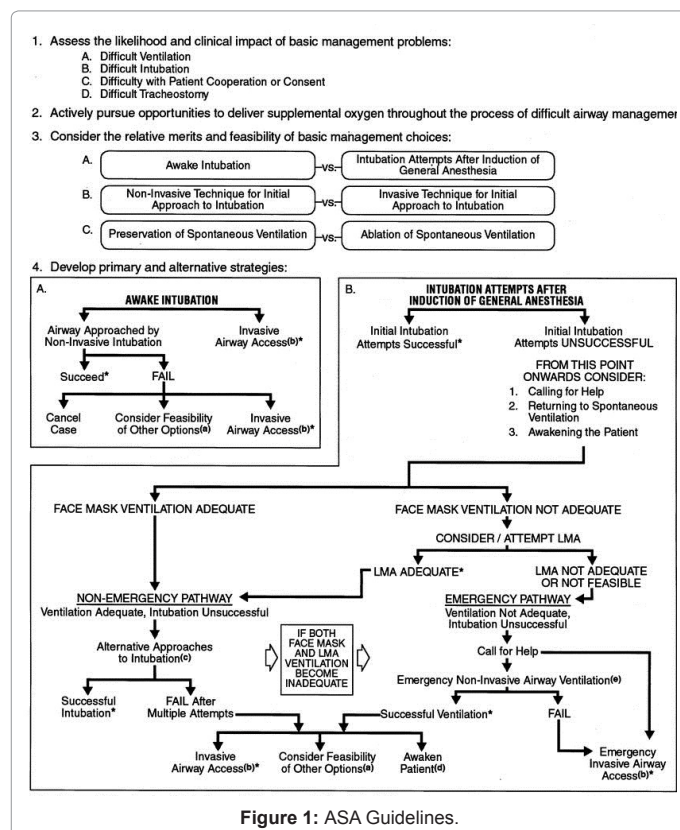 1. Assess the likelihood and clinical impact of basic management problems:
A. Difficult Ventilation
B. Difficult Intubation
C. Difficulty with Patient Cooperation or Consent
D. Difficult Tracheostomy
2. Actively pursue opportunities to deliver supplemental oxygen throughout the process of difficult airway managemen
3. Consider the relative merits and feasibility of basic management choices:
A.
Awake Intubation
-vs.-
Intubation Attempts After Induction of
General Anesthesia
B.
Non-Invasive Technique for Initial
Approach to Intubation
-vs.-
Invasive Technique for Initial
Approach to Intubation
C.
Preservation of Spontaneous Ventilation
-vs.-
Ablation of Spontaneous Ventilation
4. Develop primary and alternative strategies:
A.
AWAKE INTUBATION
Airway Approached by
Non-Invasive Intubation
Invasive
Airway Access(b)*
Succeed*
FAIL
Cancel
Case
Consider Feasibility
of Other Options(a)
Invasive
Airway Access(b)*
B.
INTUBATION ATTEMPTS AFTER
INDUCTION OF GENERAL ANESTHESIA
Initial Intubation
Attempts Successful*
Initial Intubation
Attempts UNSUCCESSFUL
FROM THIS POINT
ONWARDS CONSIDER:
1. Calling for Help
2. Returning to Spontaneous
Ventilation
3. Awakening the Patient
FACE MASK VENTILATION ADEQUATE
FACE MASK VENTILATION NOT ADEQUATE
CONSIDER / ATTEMPT LMA
LMA ADEQUATE*
LMA NOT ADEQUATE
OR NOT FEASIBLE
NON-EMERGENCY PATHWAY
Ventilation Adequate, Intubation Unsuccessful
EMERGENCY PATHWAY
Ventilation Not Adequate,
Intubation Unsuccessful
Alternative Approaches
to Intubation(c)
IF BOTH
FACE MASK
AND LMA
VENTILATION
BECOME
INADEQUATE
Call for Help
Emergency Non-Invasive Airway Ventilation(e)
Successful
Intubation*
FAIL After
Multiple Attempts
Successful Ventilation*
FAIL
Invasive
Airway Access(b)*
Consider Feasibility
of Other Options(a)
Awaken
Patient(d)
Emergency
Invasive Airway
Access(b)*
Figure 1: ASA Guidelines.